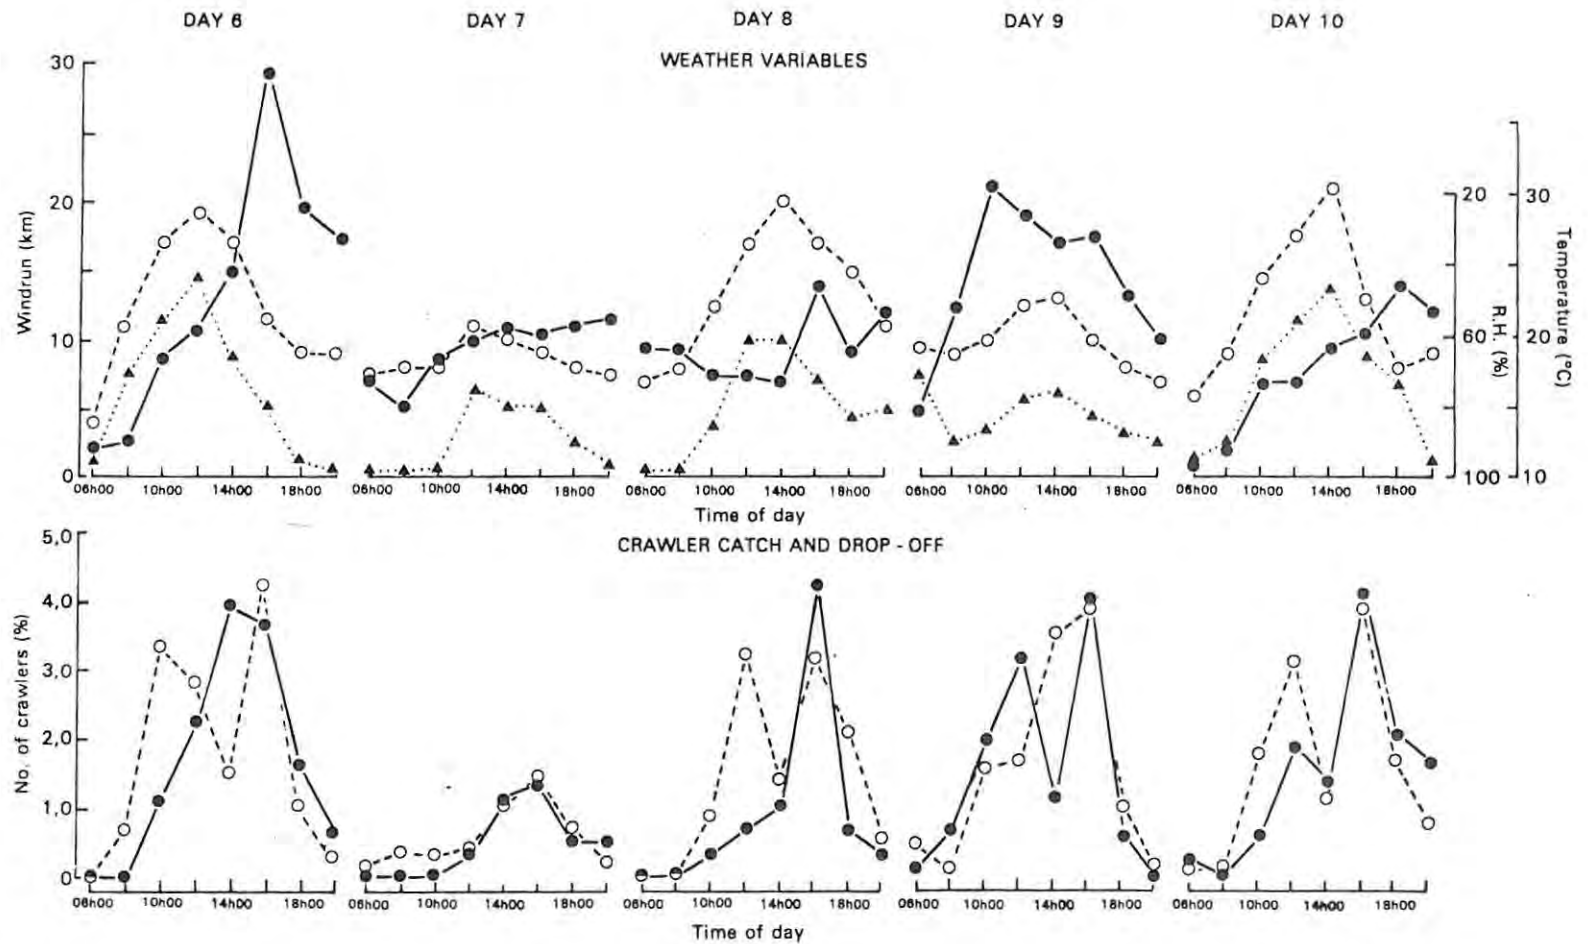 DAY 6 DAY 7 DAY 8 DAY 9 DAY 10
WEATHER VARIABLES
30
20
10
0
Windrun (km)
20
60
100
R.H. (%)
30
20
10
Temperature (°C)
06h00 10h00 14h00 18h00 06h00 10h00 14h00 18h00 06h00 10h00 14h00 18h00 06h00 10h00 14h00 18h00 06h00 10h00 14h00 18h00
Time of day
CRAWLER CATCH AND DROP-OFF
5,0
4,0
3,0
2,0
1,0
0
No. of crawlers (%)
06h00 10h00 14h00 18h00 06h00 10h00 14h00 18h00 06h00 10h00 14h00 18h00 06h00 10h00 14h00 18h00 06h00 10h00 14h00 18h00
Time of day